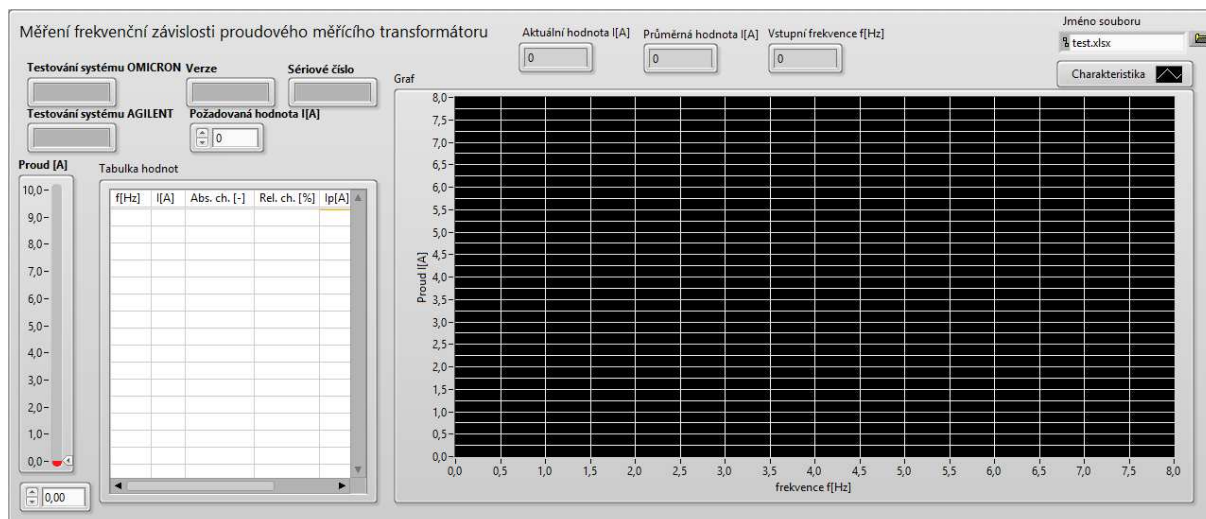 Měření frekvenční závislosti proudového měřícího transformátoru
Aktuální hodnota I[A]
Průměrná hodnota I[A]
Vstupní frekvence f[Hz]
0
0
0
Jméno souboru
test.xlsx
Charakteristika
Testování systému OMICRON
Verze
Sériové číslo
Testování systému AGILENT
Požadovaná hodnota I[A]
0
Proud [A]
10,0
9,0
8,0
7,0
6,0
5,0
4,0
3,0
2,0
1,0
0,0
0,00
Tabulka hodnot
f[Hz] I[A] Abs. ch. [-] Rel. ch. [%] Ip[A]
Graf
Proud I[A]
8,0
7,5
7,0
6,5
6,0
5,5
5,0
4,5
4,0
3,5
3,0
2,5
2,0
1,5
1,0
0,5
0,0
0,0 0,5 1,0 1,5 2,0 2,5 3,0 3,5 4,0 4,5 5,0 5,5 6,0 6,5 7,0 7,5 8,0
frekvence f[Hz]